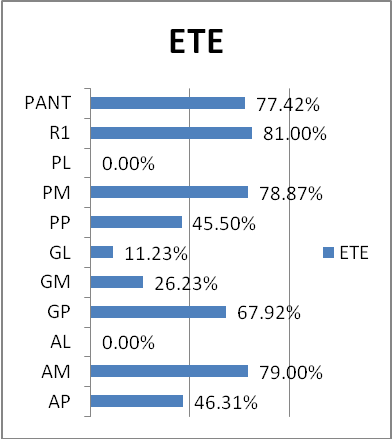 ETE
PANT 77.42%
R1 81.00%
PL 0.00%
PM 78.87%
PP 45.50%
GL 11.23%
ETE
GM 26.23%
GP 67.92%
AL 0.00%
AM 79.00%
AP 46.31%